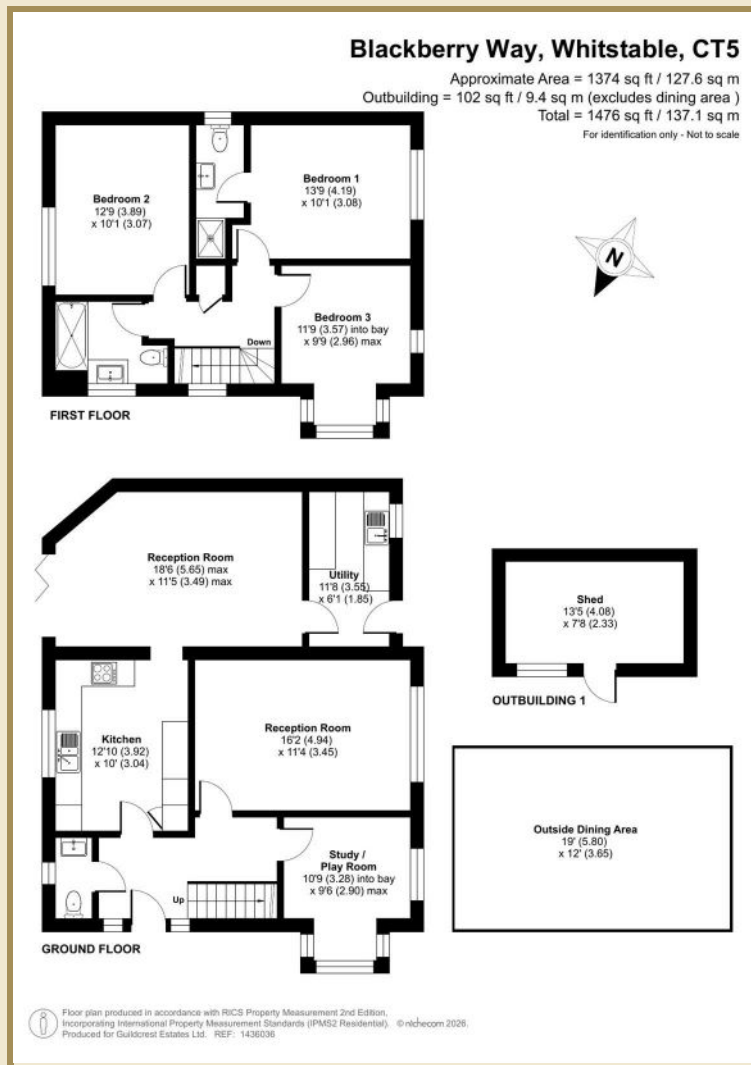 Blackberry Way, Whitstable, CT5
Approximate Area = 1374 sq ft / 127.6 sq m
Outbuilding = 102 sq ft / 9.4 sq m (excludes dining area )
Total = 1476 sq ft / 137.1 sq m
For identification only - Not to scale
Bedroom 2
12'9 (3.89)
x 10'1 (3.07)
Bedroom 1
13'9 (4.19)
x 10'1 (3.08)
N
Bedroom 3
11'9 (3.57) into bay
x 9'9 (2.96) max
Down
FIRST FLOOR
Reception Room
18'6 (5.65) max
x 11'5 (3.49) max
Utility
11'8 (3.55)
x 6'1 (1.85)
Shed
13'5 (4.08)
x 7'8 (2.33)
OUTBUILDING 1
Kitchen
12'10 (3.92)
x 10' (3.04)
Reception Room
16'2 (4.94)
x 11'4 (3.45)
Study /
Play Room
10'9 (3.28) into bay
x 9'6 (2.90) max
Up
Outside Dining Area
19' (5.80)
x 12' (3.65)
GROUND FLOOR
Floor plan produced in accordance with RICS Property Measurement 2nd Edition,
Incorporating International Property Measurement Standards (IPMS2 Residential). © nichecom 2026.
Produced for Guildcrest Estates Ltd. REF: 1436036